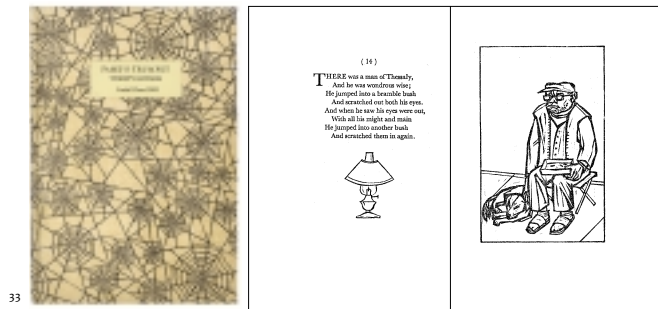 ( 14 )
THERE was a man of Thessaly,
And he was wondrous wise;
He jumped into a bramble bush
And scratched out both his eyes.
And when he saw his eyes were out,
With all his might and main
He jumped into another bush
And scratched them in again.
33